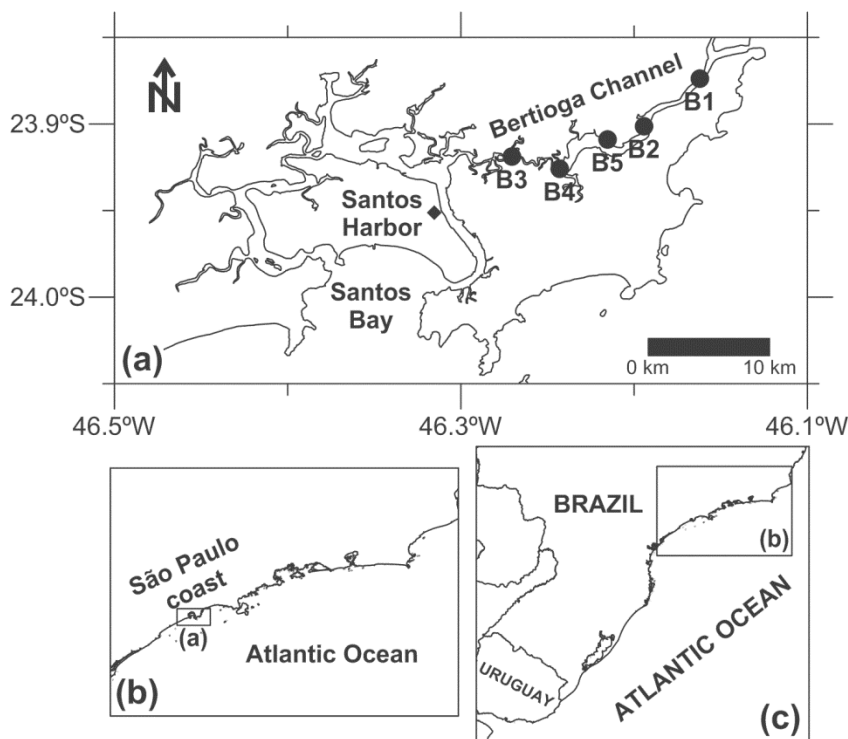 N
Bertioga Channel
B1
23.9ºS
B2
B5
B3
B4
Santos
Harbor
24.0ºS
Santos
Bay
(a)
0 km
10 km
46.5ºW
46.3ºW
46.1ºW
São Paulo
coast
(a)
Atlantic Ocean
(b)
BRAZIL
(b)
ATLANTIC OCEAN
URUGUAY
(c)